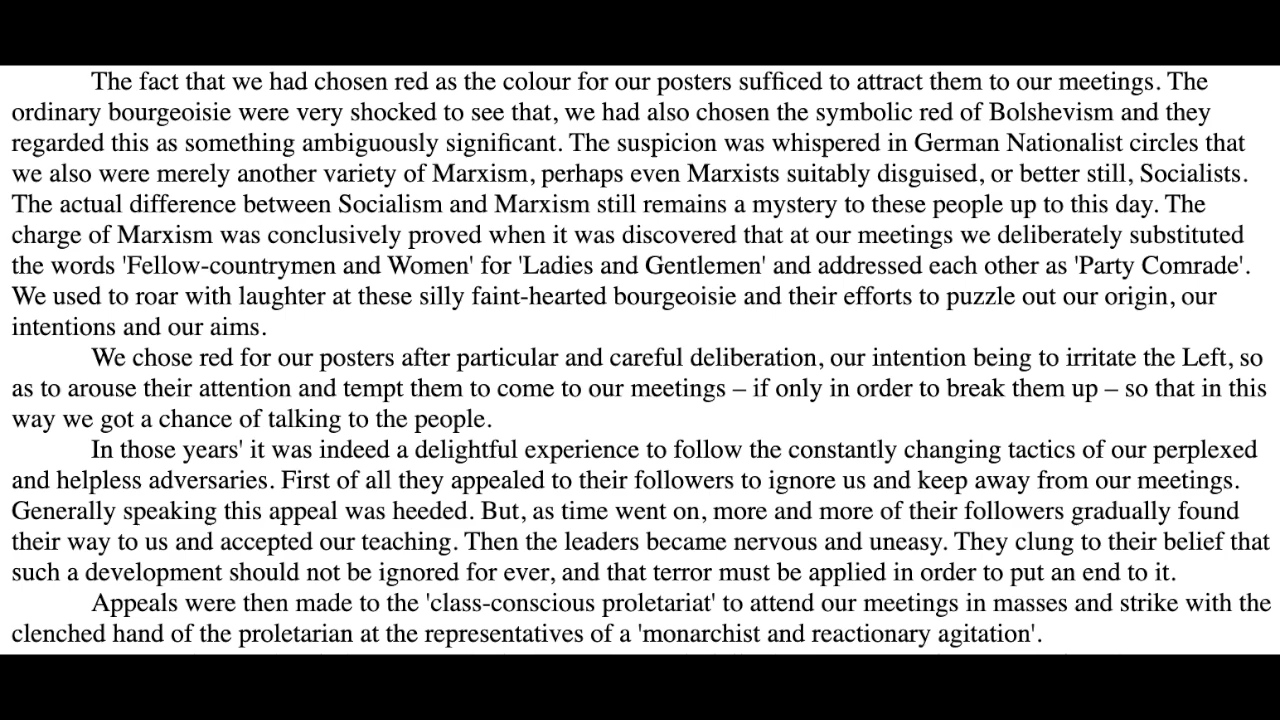 The fact that we had chosen red as the colour for our posters sufficed to attract them to our meetings. The
ordinary bourgeoisie were very shocked to see that, we had also chosen the symbolic red of Bolshevism and they
regarded this as something ambiguously significant. The suspicion was whispered in German Nationalist circles that
we also were merely another variety of Marxism, perhaps even Marxists suitably disguised, or better still, Socialists.
The actual difference between Socialism and Marxism still remains a mystery to these people up to this day. The
charge of Marxism was conclusively proved when it was discovered that at our meetings we deliberately substituted
the words 'Fellow-countrymen and Women' for 'Ladies and Gentlemen' and addressed each other as 'Party Comrade'.
We used to roar with laughter at these silly faint-hearted bourgeoisie and their efforts to puzzle out our origin, our
intentions and our aims.
We chose red for our posters after particular and careful deliberation, our intention being to irritate the Left, so
as to arouse their attention and tempt them to come to our meetings – if only in order to break them up – so that in this
way we got a chance of talking to the people.
In those years' it was indeed a delightful experience to follow the constantly changing tactics of our perplexed
and helpless adversaries. First of all they appealed to their followers to ignore us and keep away from our meetings.
Generally speaking this appeal was heeded. But, as time went on, more and more of their followers gradually found
their way to us and accepted our teaching. Then the leaders became nervous and uneasy. They clung to their belief that
such a development should not be ignored for ever, and that terror must be applied in order to put an end to it.
Appeals were then made to the 'class-conscious proletariat' to attend our meetings in masses and strike with the
clenched hand of the proletarian at the representatives of a 'monarchist and reactionary agitation'.